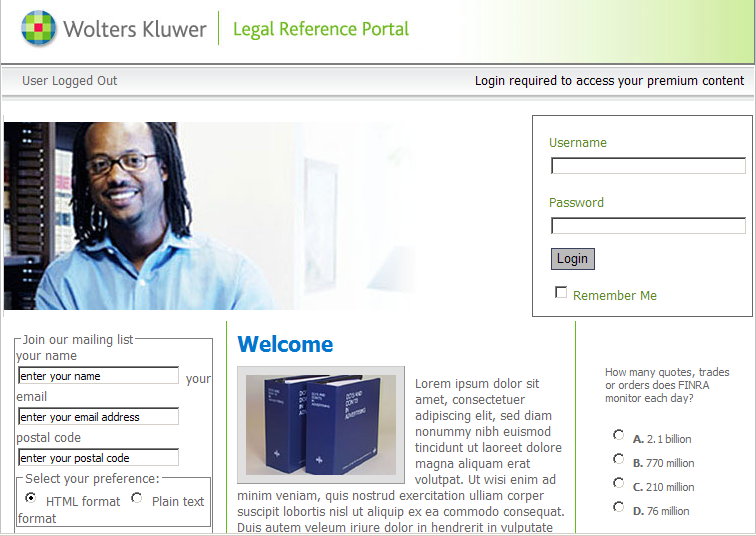 Wolters Kluwer
Legal Reference Portal
User Logged Out
Login required to access your premium content
Username
Password
Login
Remember Me
Join our mailing list
your name
enter your name
your
email
enter your email address
postal code
enter your postal code
Select your preference:
HTML format
Plain text
format
Welcome
DO'S AND
DON'TS
IN
ADVERTISING
Lorem ipsum dolor sit
amet, consectetuer
adipiscing elit, sed diam
nonummy nibh euismod
tincidunt ut laoreet dolore
magna aliquam erat
volutpat. Ut wisi enim ad
minim veniam, quis nostrud exercitation ulliam corper
suscipit lobortis nisl ut aliquip ex ea commodo consequat.
Duis autem veleum iriure dolor in hendrerit in vulputate
How many quotes, trades
or orders does FINRA
monitor each day?
A. 2.1 billion
B. 770 million
C. 210 million
D. 76 million